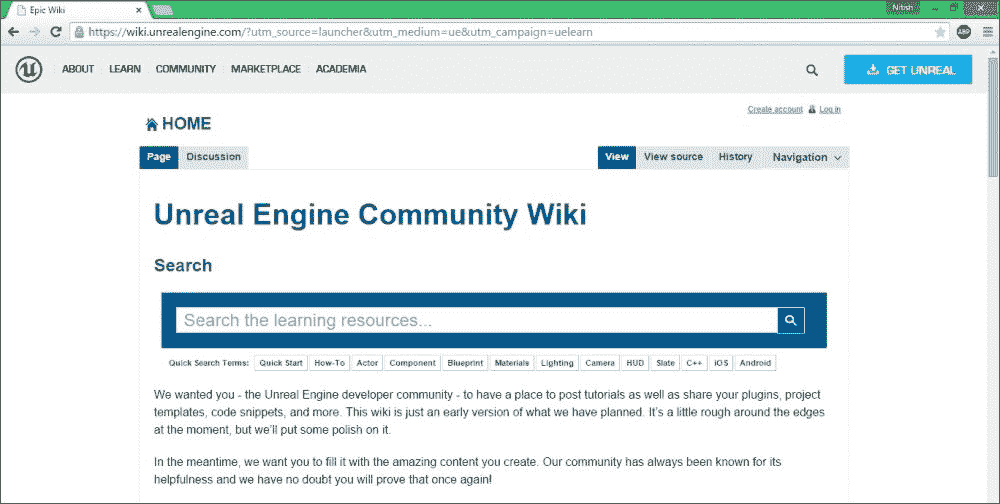 Epic Wiki
Nitish
https://wiki.unrealengine.com/?utm_source=launcher&utm_medium=ue&utm_campaign=uelearn
ABP
ABOUT LEARN COMMUNITY MARKETPLACE ACADEMIA GET UNREAL
Create account Log in
HOME
Page Discussion View View source History Navigation
Unreal Engine Community Wiki
Search
Search the learning resources...
Quick Search Terms: Quick Start How-To Actor Component Blueprint Materials Lighting Camera HUD Slate C++ iOS Android
We wanted you - the Unreal Engine developer community - to have a place to post tutorials as well as share your plugins, project
templates, code snippets, and more. This wiki is just an early version of what we have planned. It's a little rough around the edges
at the moment, but we'll put some polish on it.
In the meantime, we want you to fill it with the amazing content you create. Our community has always been known for its
helpfulness and we have no doubt you will prove that once again!